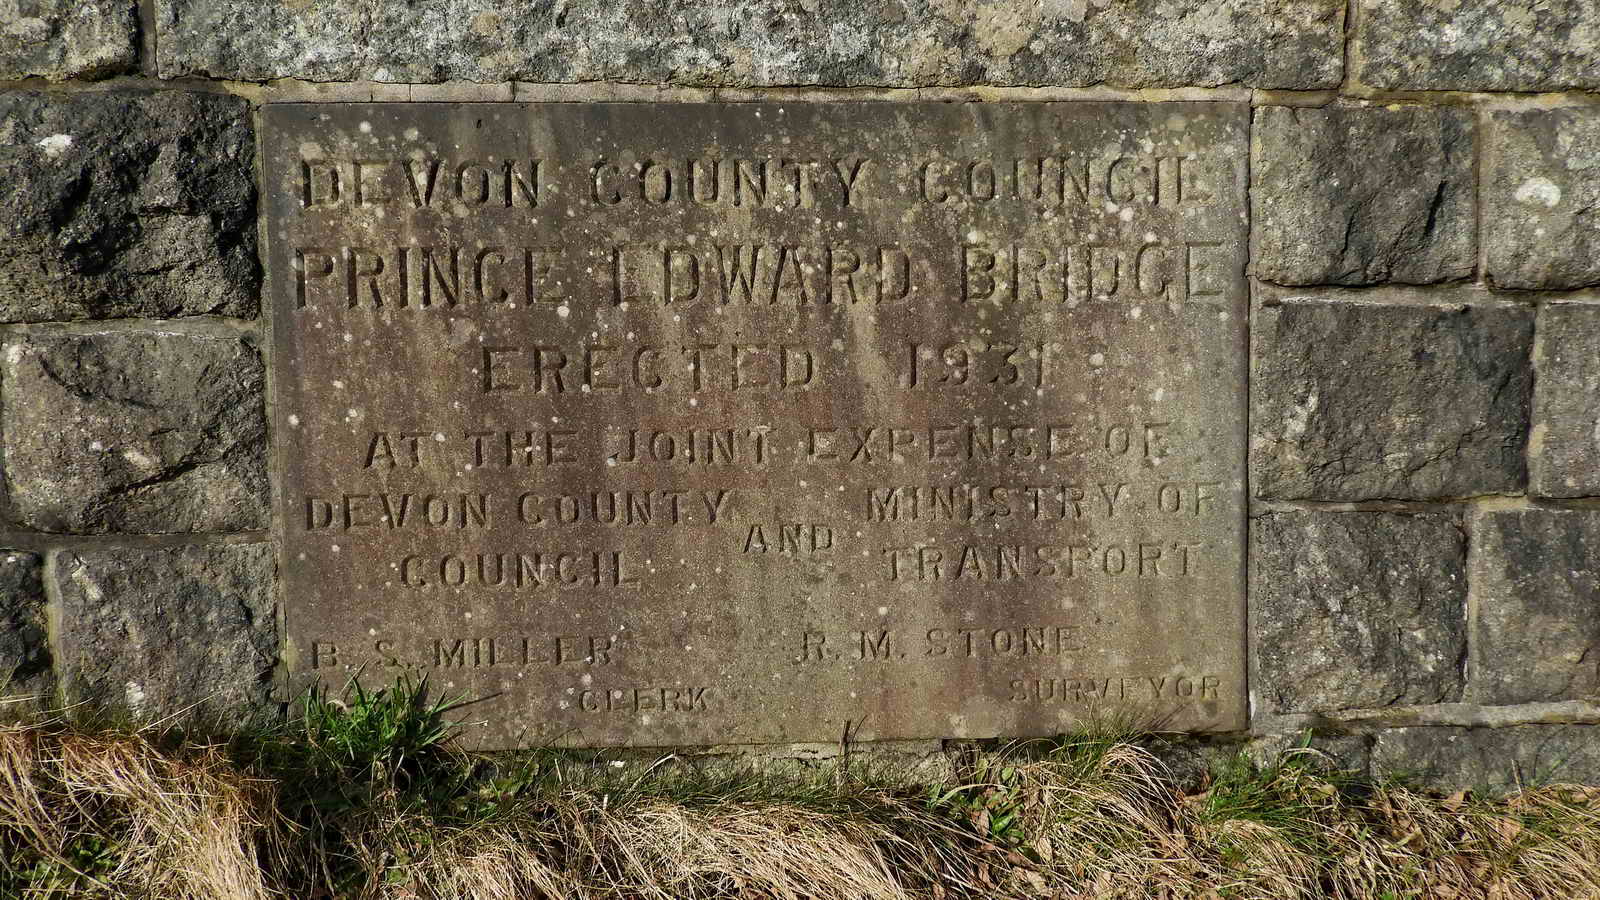 DEVON COUNTY COUNCIL
PRINCE EDWARD BRIDGE
ERECTED 1931
AT THE JOINT EXPENSE OF
DEVON COUNTY
COUNCIL
AND
MINISTRY OF
TRANSPORT
B. S. MILLER
CLERK
R. M. STONE
SURVEYOR